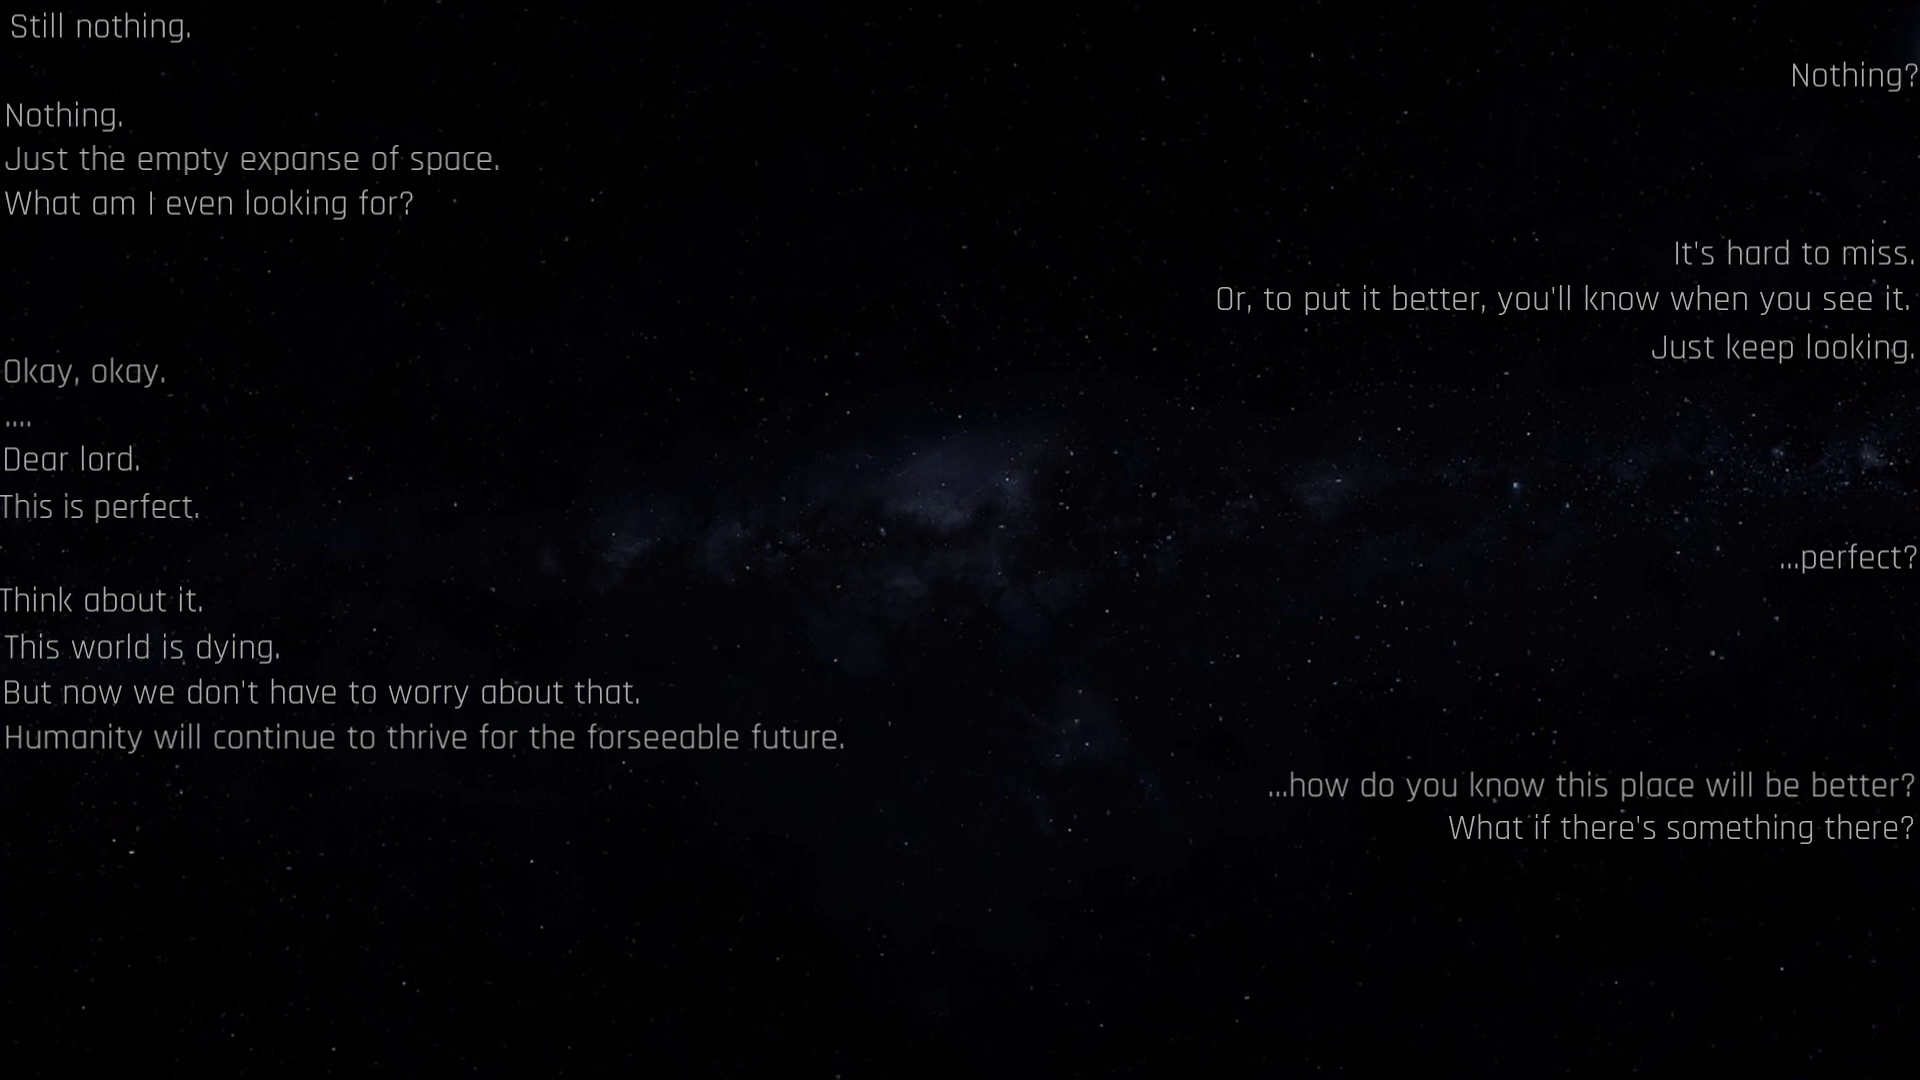 Still nothing.
Nothing?
Nothing.
Just the empty expanse of space.
What am I even looking for?
It's hard to miss.
Or, to put it better, you'll know when you see it.
Just keep looking.
Okay, okay.
....
Dear lord.
This is perfect.
...perfect?
Think about it.
This world is dying.
But now we don't have to worry about that.
Humanity will continue to thrive for the forseeable future.
...how do you know this place will be better?
What if there's something there?